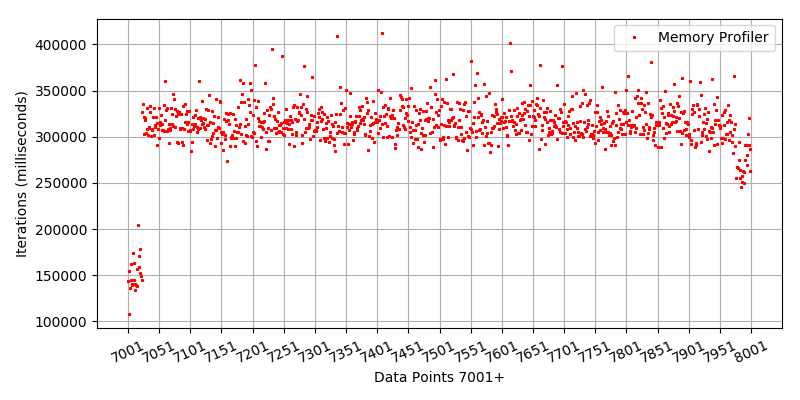 Memory Profiler
400000
350000
300000
250000
200000
150000
100000
Iterations (milliseconds)
7001 7051 7101 7151 7201 7251 7301 7351 7401 7451 7501 7551 7601 7651 7701 7751 7801 7851 7901 7951 8001
Data Points 7001+